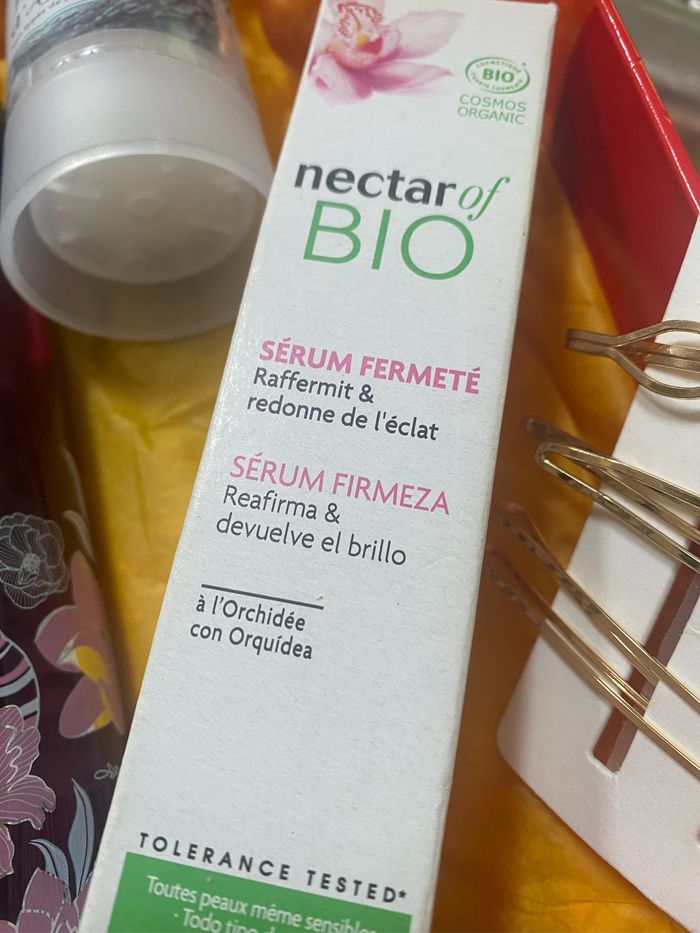 COSMETIQUE
BIO
COSMOS
ORGANIC
nectar of
BIO
SÉRUM FERMETÉ
Raffermit &
redonne de l'éclat
SÉRUM FIRMEZA
Reafirma &
devuelve el brillo
à l'Orchidée
con Orquídea
TOLERANCE TESTED*
Toutes peaux même sensibles
· Todo tipo de